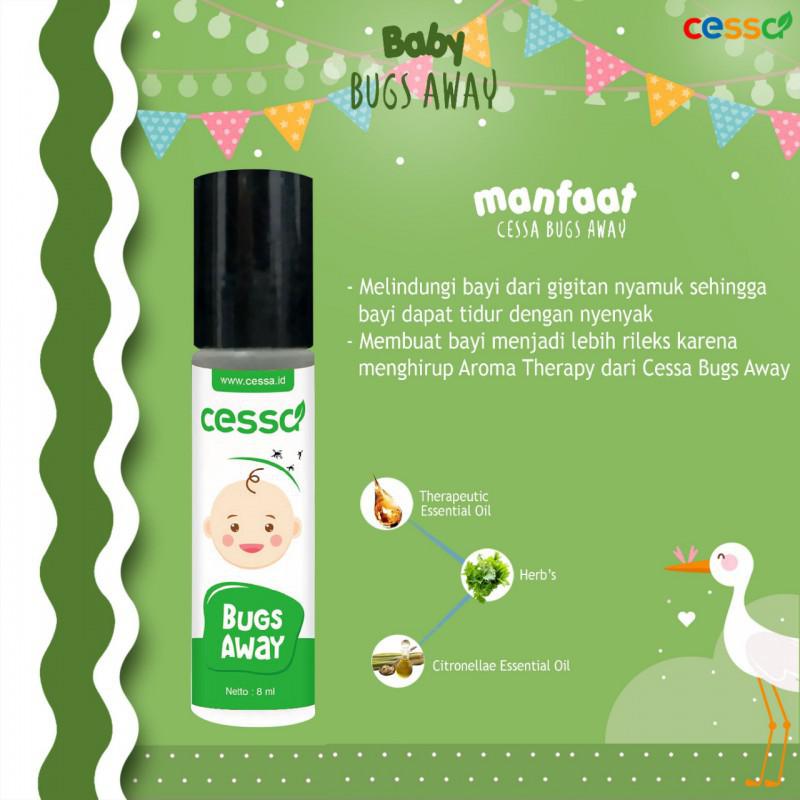 cessa
Baby
BUGS AWAY
manfaat
CESSA BUGS AWAY
- Melindungi bayi dari gigitan nyamuk sehingga
bayi dapat tidur dengan nyenyak
- Membuat bayi menjadi lebih rileks karena
menghirup Aroma Therapy dari Cessa Bugs Away
www.cessa.id
cessa
BUGS
AWAY
Netto : 8 ml
Therapeutic
Essential Oil
Herb's
Citronellae Essential Oil